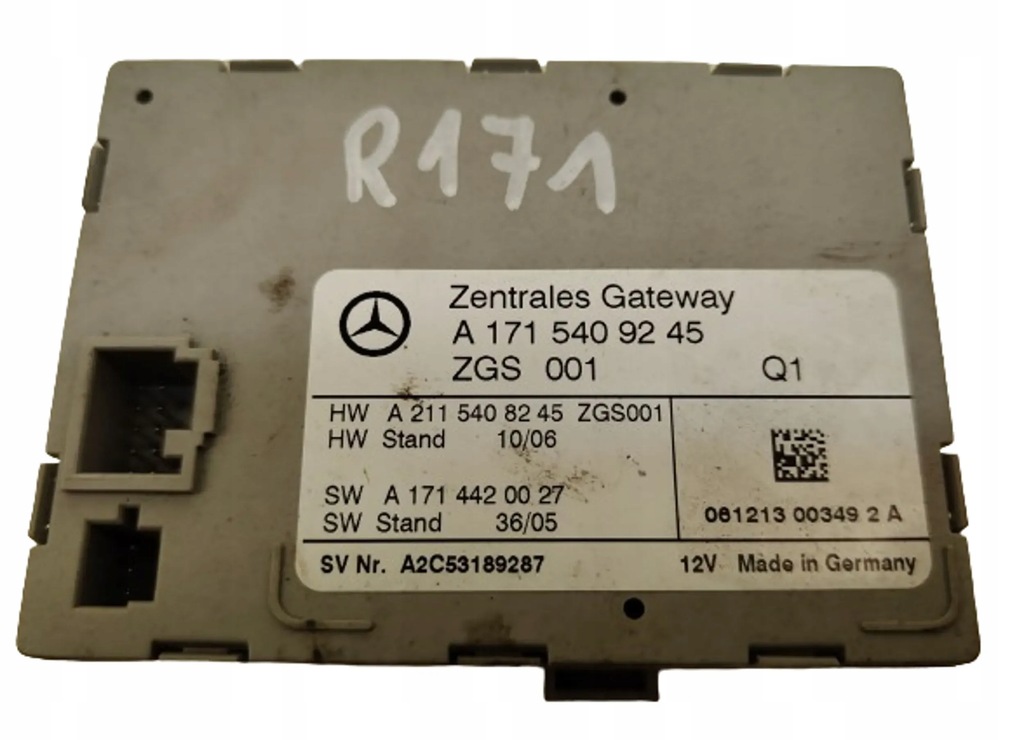 R171
Zentrales Gateway
A 171 540 92 45
ZGS 001 Q1
HW A 211 540 82 45 ZGS001
HW Stand 10/06
SW A 171 442 00 27
SW Stand 36/05
061213 00349 2 A
SV Nr. A2C53189287 12V Made in Germany